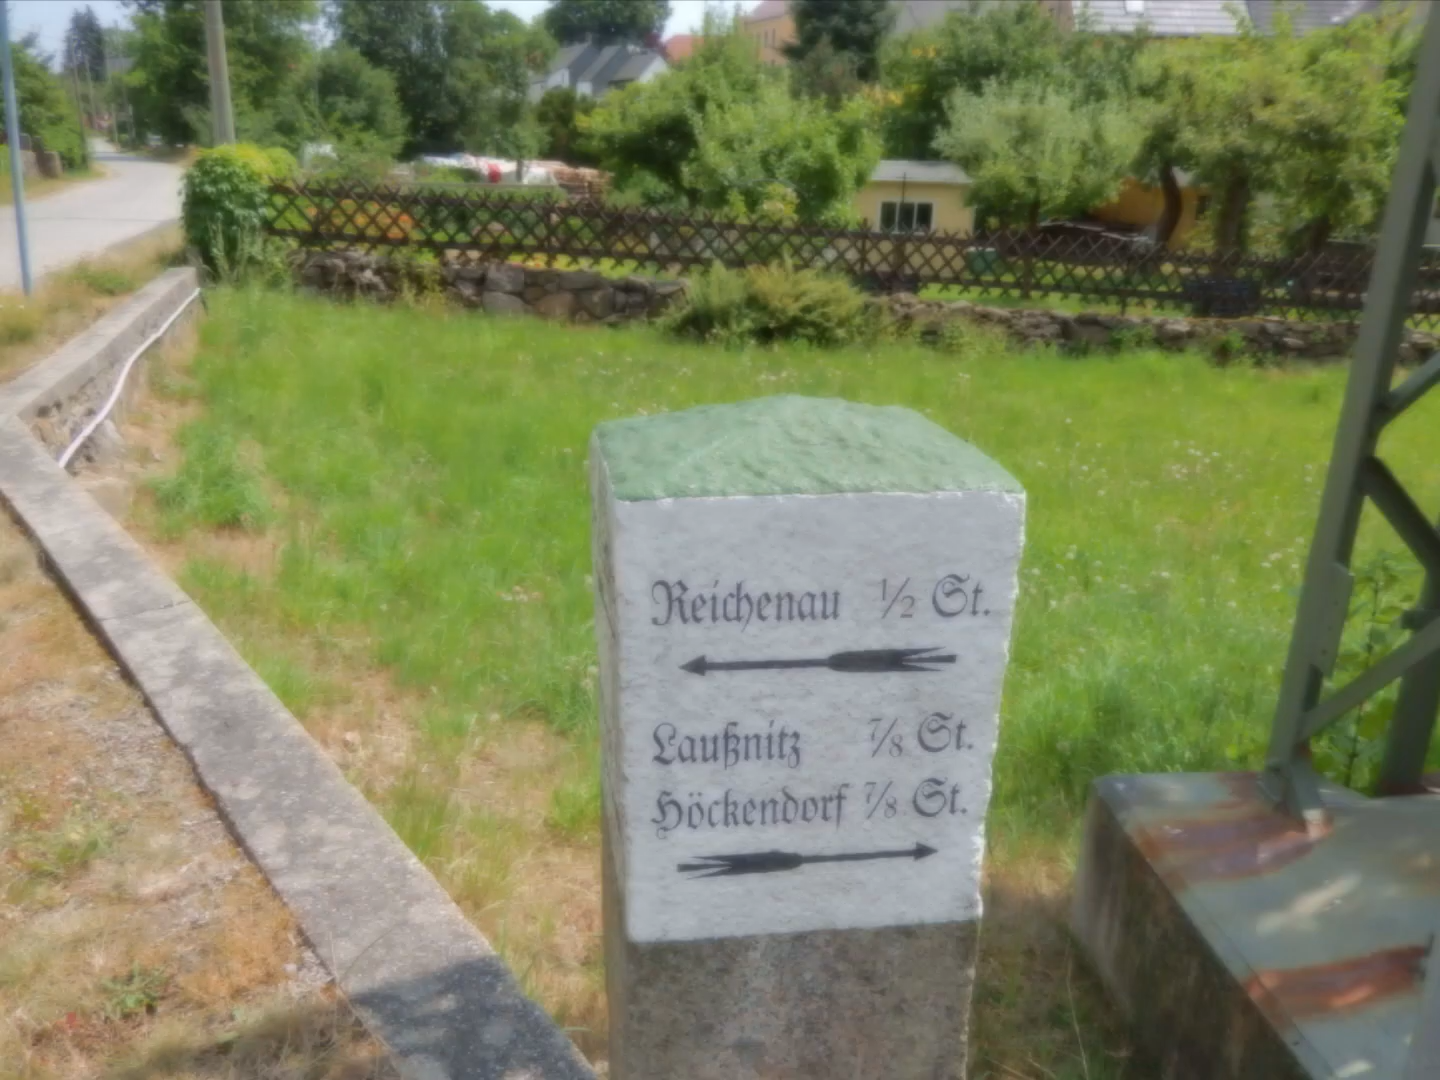 Reichenau ½ St.
Laußnitz ⅞ St.
Höckendorf ⅞ St.